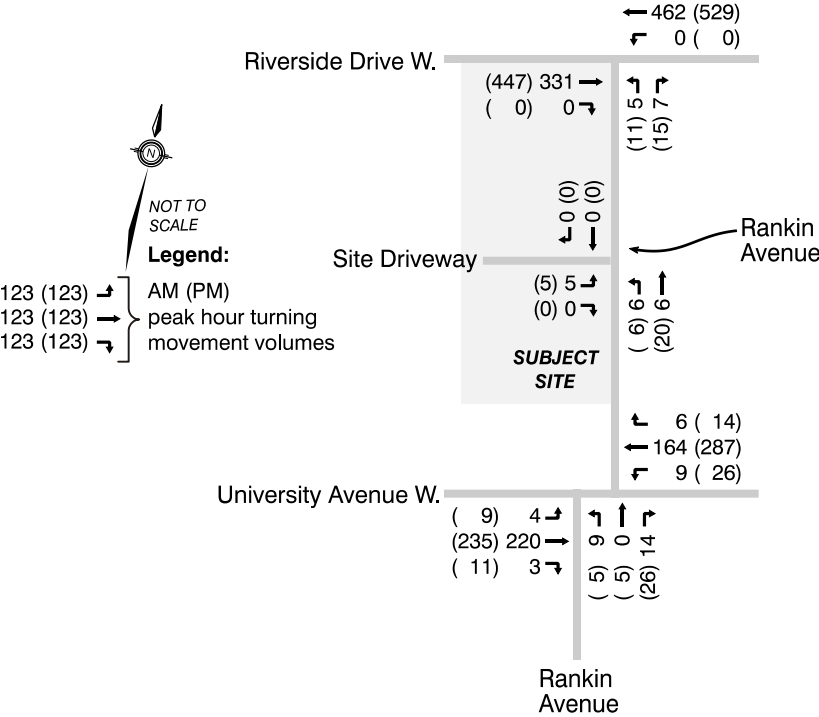 462 (529)
0 ( 0)
Riverside Drive W.
(447) 331
( 0) 0
(11) 5
(15) 7
N
NOT TO
SCALE
0 (0)
0 (0)
Rankin
Avenue
Legend:
Site Driveway
123 (123)
AM (PM)
123 (123)
peak hour turning
123 (123)
movement volumes
(5) 5
(0) 0
( 6) 6
(20) 6
SUBJECT
SITE
6 ( 14)
164 (287)
9 ( 26)
University Avenue W.
( 9) 4
(235) 220
( 11) 3
( 5) 9
( 5) 0
(26) 14
Rankin
Avenue